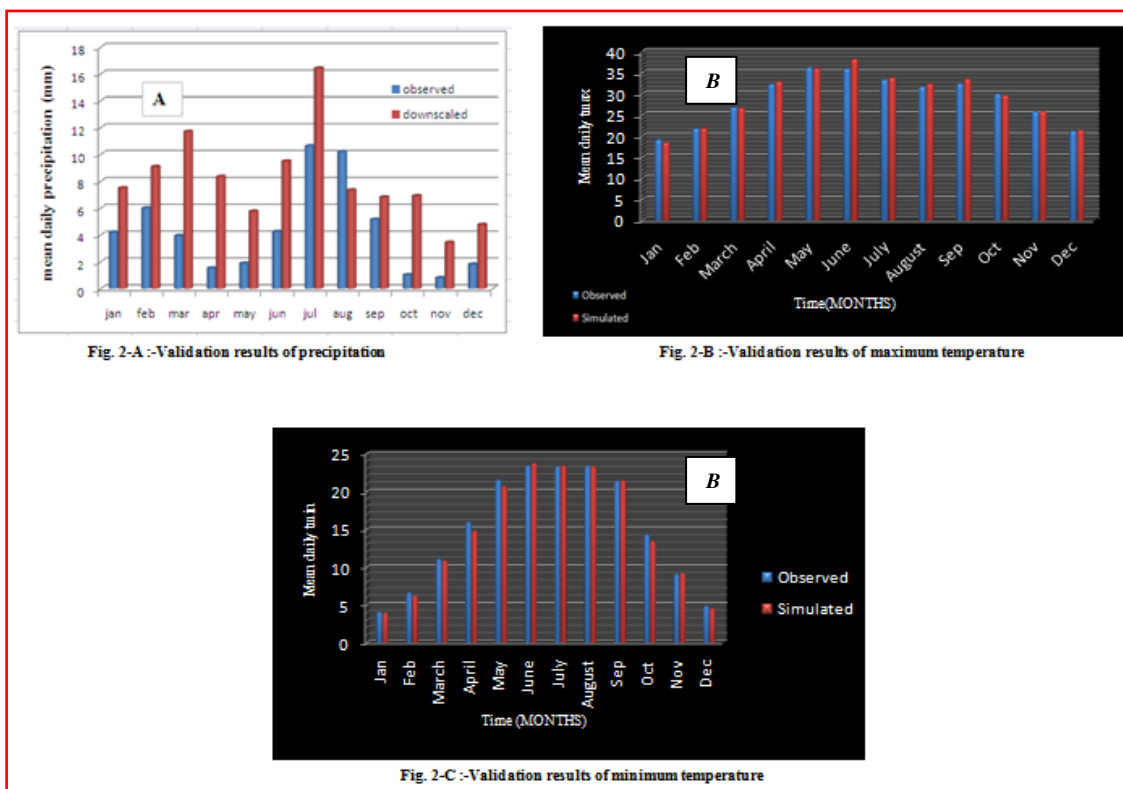 18
16
14
12
10
8
6
4
2
0
mean daily precipitation (mm)
A
observed
downscaled
jan feb mar apr may jun jul aug sep oct nov dec
Fig. 2-A :-Validation results of precipitation
40
35
30
25
20
15
10
5
0
Mean daily tmax
B
Jan Feb March April May June July August Sep Oct Nov Dec
Time(MONTHS)
Observed
Simulated
Fig. 2-B :-Validation results of maximum temperature
25
20
15
10
5
0
Mean daily tmin
B
Observed
Simulated
Jan Feb March April May June July August Sep Oct Nov Dec
Time (MONTHS)
Fig. 2-C :-Validation results of minimum temperature